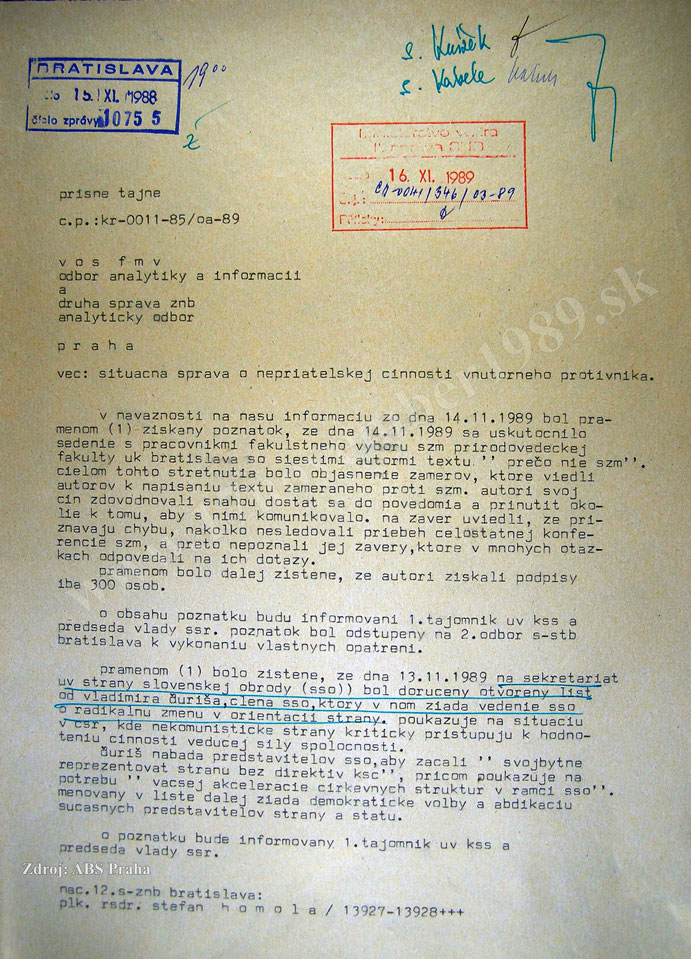 s. Kabele
BRATISLAVA
15. XI. 1988
číslo zprávy 1075 5
19 00
z
Ministerstvo vnitra
16 XI. 1989
Č.j.: /346/03-89
Přílohy:
prisne tajne
c.p.:kr-0011-85/oa-89
v o s  f m v
odbor analytiky a informacii
a
druha sprava znb
analyticky odbor
p r a h a
vec: situacna sprava o nepriatelskej cinnosti vnutorneho protivnika.
v navaznosti na nasu informaciu zo dna 14.11.1989 bol pra-
menom (1) ziskany poznatok, ze dna 14.11.1989 sa uskutocnilo
sedenie s pracovnikmi fakulstneho vyboru szm prirodovedeckej
fakulty uk bratislava so siestimi autormi textu '' prečo nie szm''.
cielom tohto stretnutia bolo objasnenie zamerov, ktore viedli
autorov k napisaniu textu zameraneho proti szm. autori svoj
cin zdovodnovali snahou dostat sa do povedomia a prinutit oko-
lie k tomu, aby s nimi komunikovalo. na zaver uviedli, ze pri-
znavaju chybu, nakolko nesledovali priebeh celostatnej konfe-
rencie szm, a preto nepoznali jej zavery,ktore v mnohych otaz-
kach odpovedali na ich dotazy.
pramenom bolo dalej zistene, ze autori ziskali podpisy
iba 300 osob.
o obsahu poznatku budu informovani 1.tajomnik uv kss a
predseda vlady ssr. poznatok bol odstupeny na 2.odbor s-stb
bratislava k vykonaniu vlastnych opatreni.
pramenom (1) bolo zistene, ze dna 13.11.1989 na sekretariat
uv strany slovenskej obrody (sso)) bol doruceny otvoreny list
od vladimira ďuriša,clena sso,ktory v nom ziada vedenie sso
o radikalnu zmenu v orientacii strany. poukazuje na situaciu
v čsr, kde nekomunisticke strany kriticky pristupuju k hodno-
teniu cinnosti veducej sily spolocnosti.
ďuriš nabada predstavitelov sso,aby zacali '' svojbytne
reprezentovat stranu bez direktiv ksc'', pricom poukazuje na
potrebu '' vacsej akceleracie cirkevnych struktur v ramci sso''.
menovany v liste dalej ziada demokraticke volby a abdikaciu
sucasnych predstavitelov strany a statu.
o poznatku bude informovany 1.tajomnik uv kss a
predseda vlady ssr.
Zdroj: ABS Praha
nac.12.s-znb bratislava:
plk. rsdr. stefan h o m o l a / 13927-13928+++
1989.sk